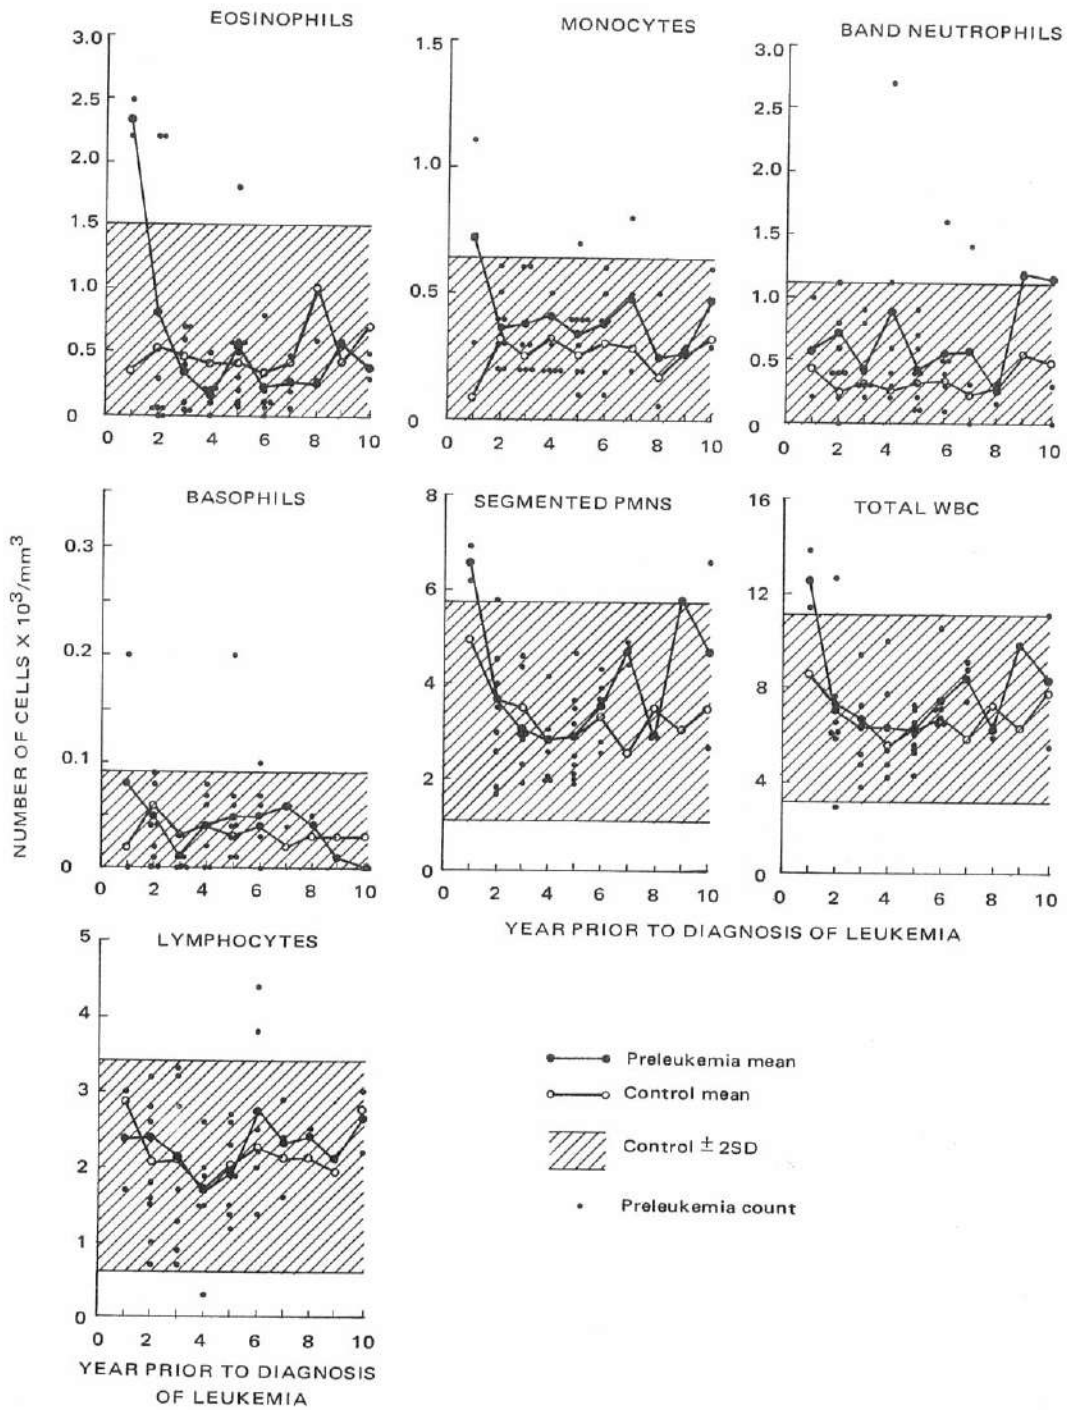 EOSINOPHILS
3.0
2.5
2.0
1.5
1.0
0.5
0
0 2 4 6 8 10
MONOCYTES
1.5
1.0
0.5
0
0 2 4 6 8 10
BAND NEUTROPHILS
3.0
2.5
2.0
1.5
1.0
0.5
0
0 2 4 6 8 10
NUMBER OF CELLS X 10³/mm³
BASOPHILS
0.3
0.2
0.1
0
0 2 4 6 8 10
SEGMENTED PMNS
8
6
4
2
0
0 2 4 6 8 10
TOTAL WBC
16
12
8
4
0
0 2 4 6 8 10
YEAR PRIOR TO DIAGNOSIS OF LEUKEMIA
LYMPHOCYTES
5
4
3
2
1
0
0 2 4 6 8 10
YEAR PRIOR TO DIAGNOSIS
OF LEUKEMIA
Preleukemia mean
Control mean
Control ± 2SD
Preleukemia count